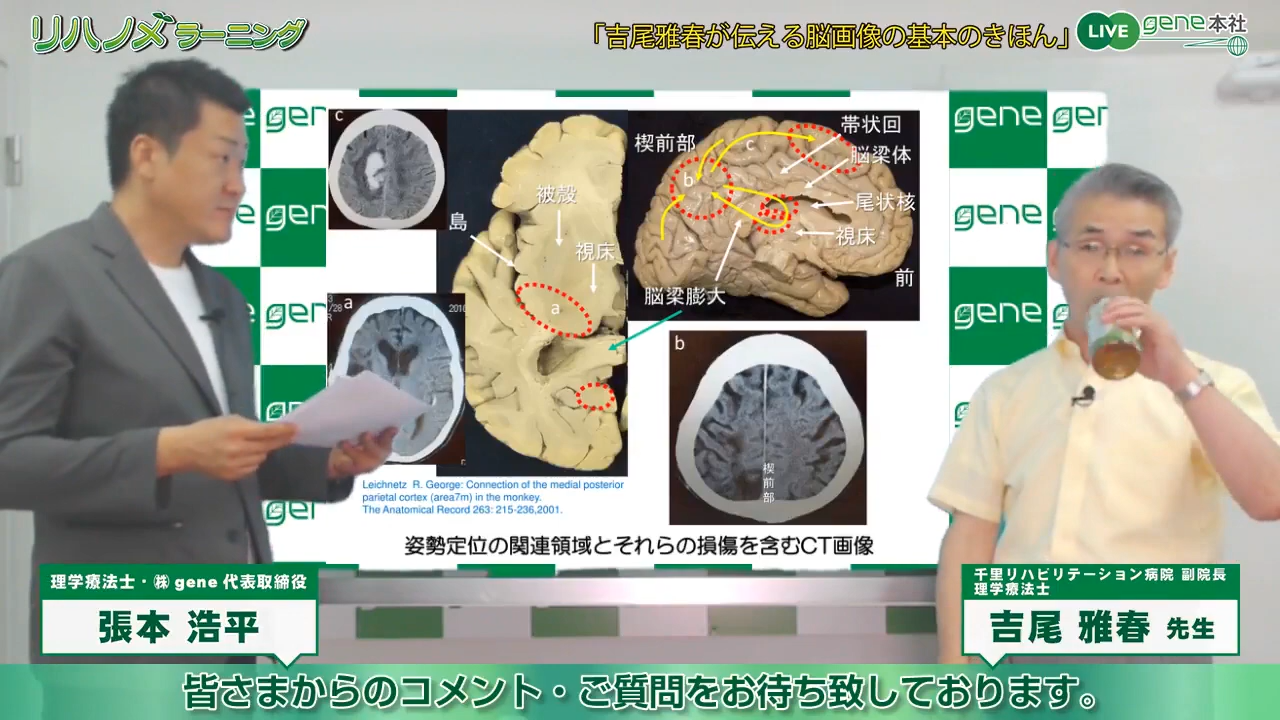 リハノメラーニング
「吉尾雅春が伝える脳画像の基本のきほん」
LIVE
gene本社
gene
gene
gene
gene
gene
gene
c
被殻
島
視床
a
a
2010
楔前部
帯状回
脳梁体
尾状核
視床
脳梁膨大
前
b
c
b
楔前部
Leichnetz R. George: Connection of the medial posterior
parietal cortex (area7m) in the monkey.
The Anatomical Record 263: 215-236,2001.
姿勢定位の関連領域とそれらの損傷を含むCT画像
理学療法士・㈱gene代表取締役
張本 浩平
千里リハビリテーション病院 副院長
理学療法士
吉尾 雅春 先生
皆さまからのコメント・ご質問をお待ち致しております。